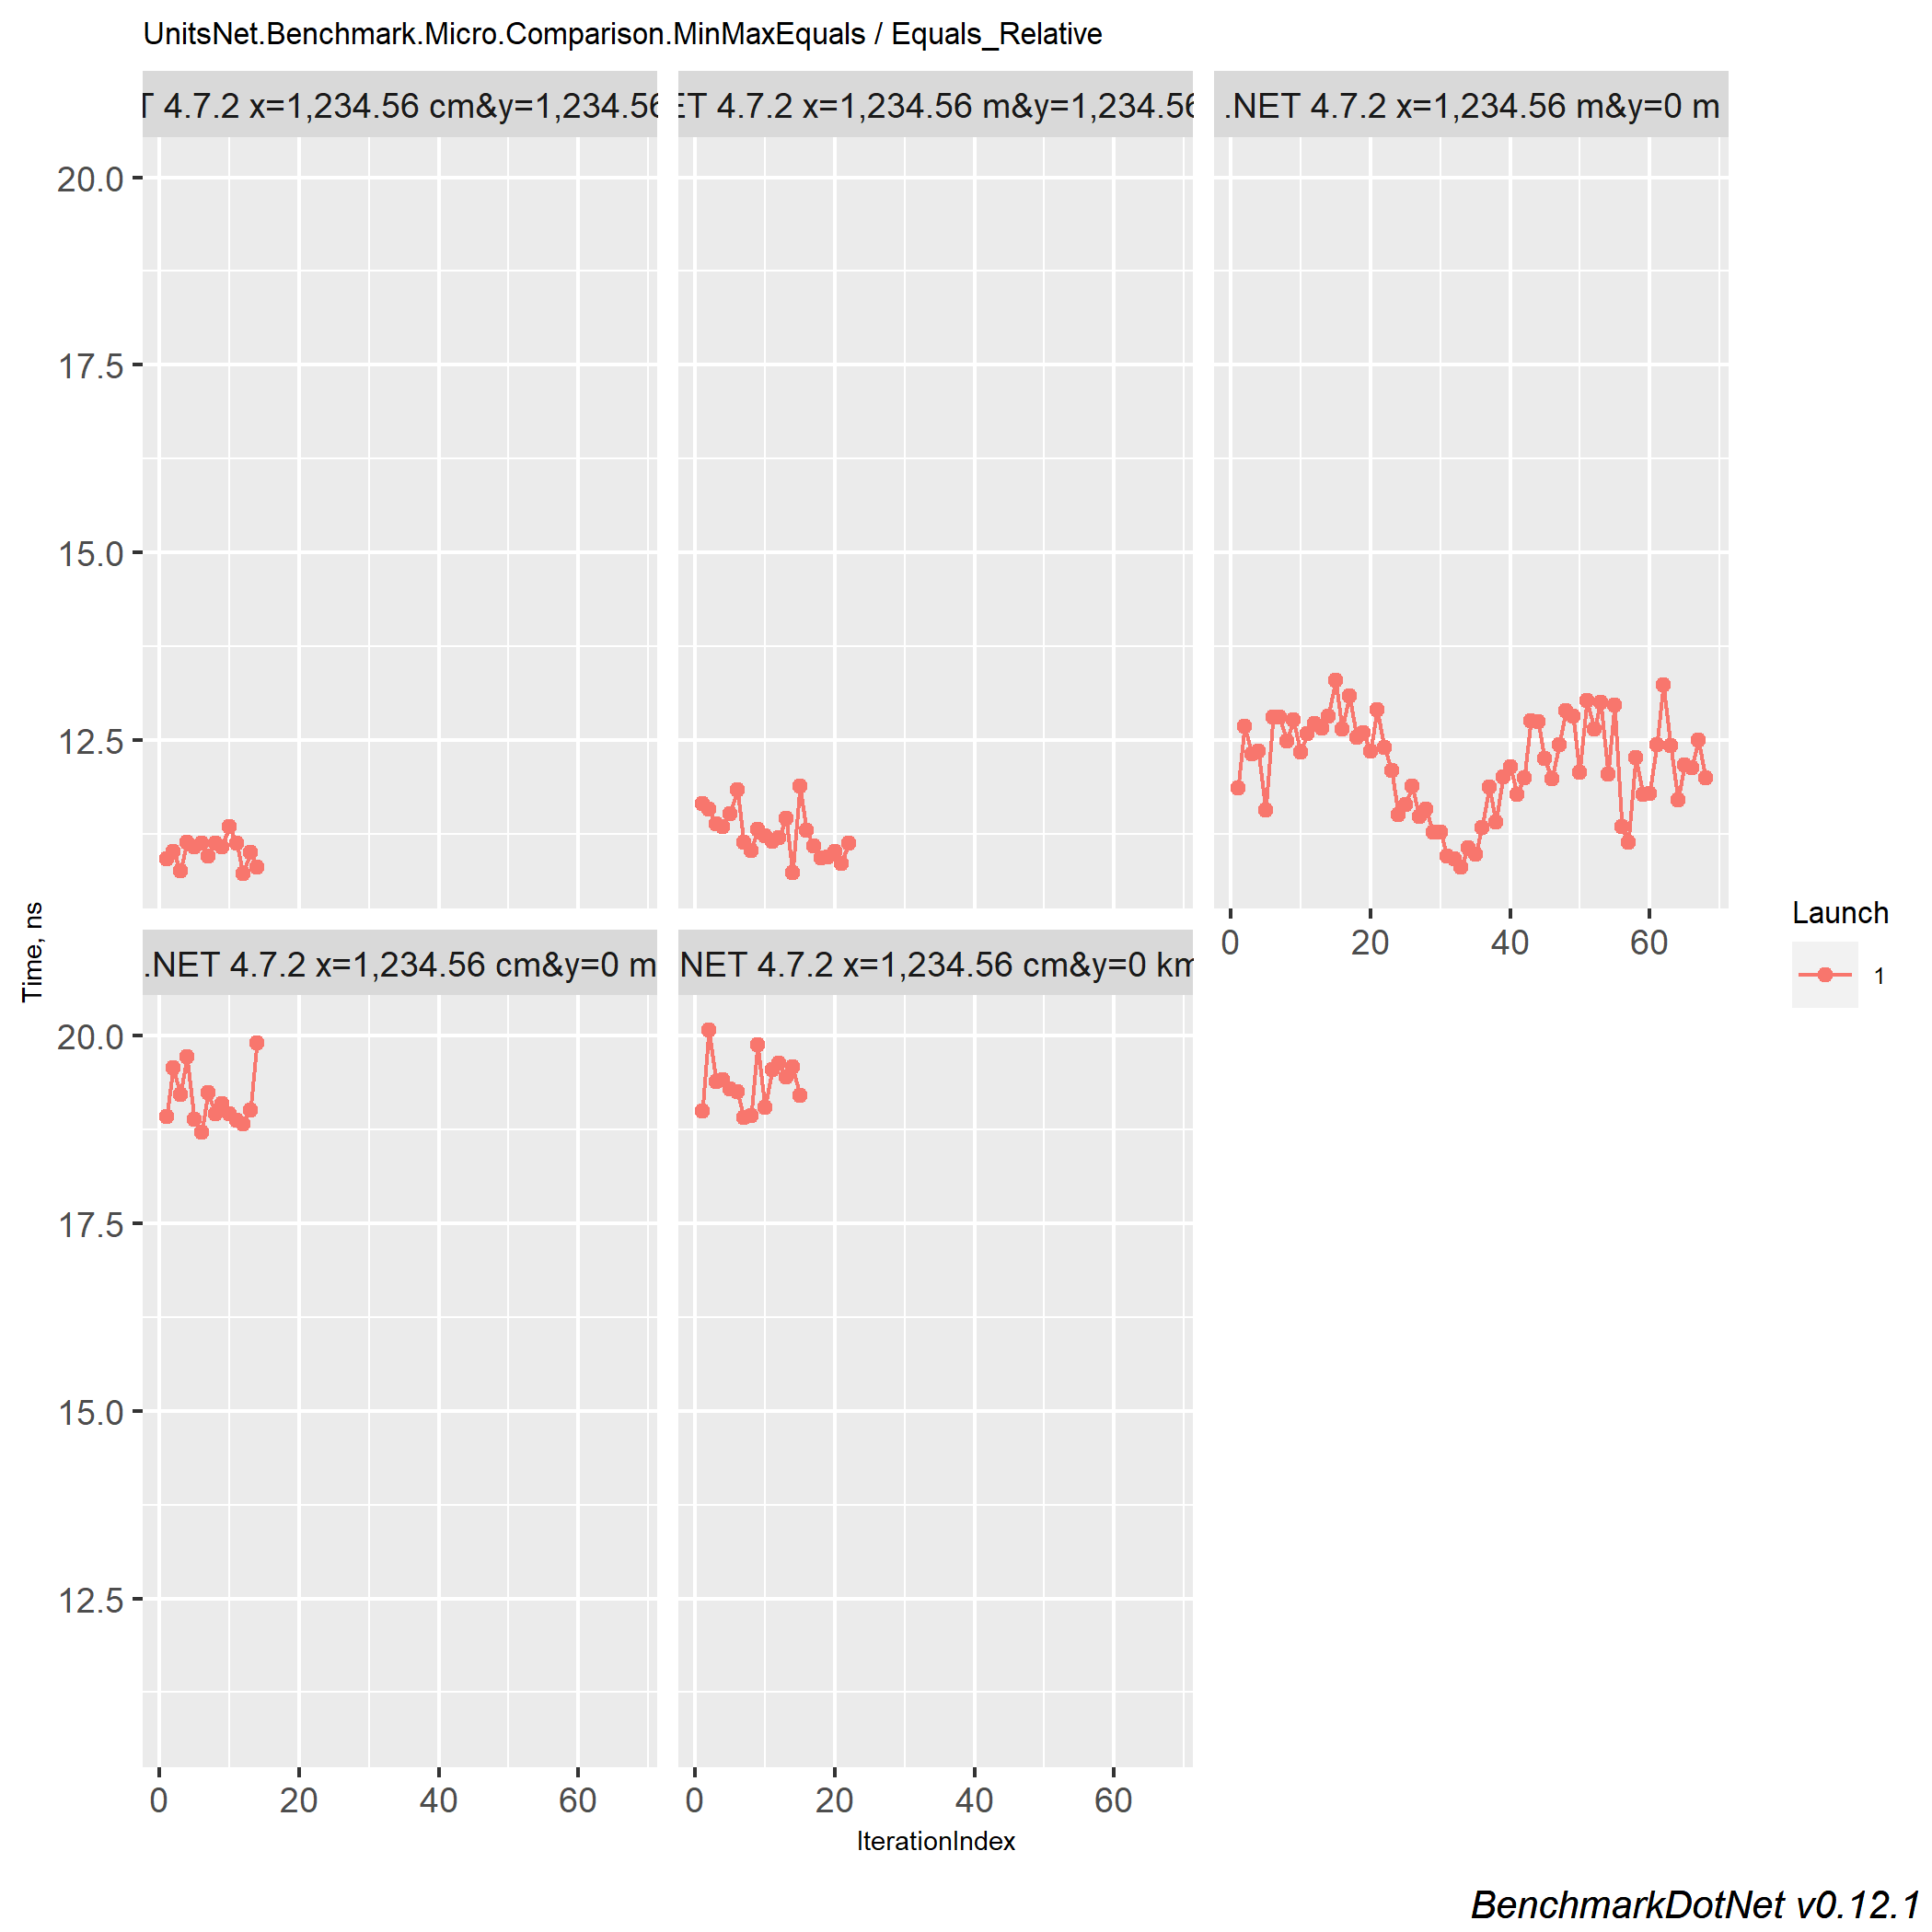 UnitsNet.Benchmark.Micro.Comparison.MinMaxEquals / Equals_Relative
T 4.7.2 x=1,234.56 cm&y=1,234.56
ET 4.7.2 x=1,234.56 m&y=1,234.56
.NET 4.7.2 x=1,234.56 m&y=0 m
20.0
17.5
15.0
12.5
0 20 40 60
.NET 4.7.2 x=1,234.56 cm&y=0 m
NET 4.7.2 x=1,234.56 cm&y=0 km
20.0
17.5
15.0
12.5
0 20 40 60
0 20 40 60
Time, ns
IterationIndex
Launch
1
BenchmarkDotNet v0.12.1